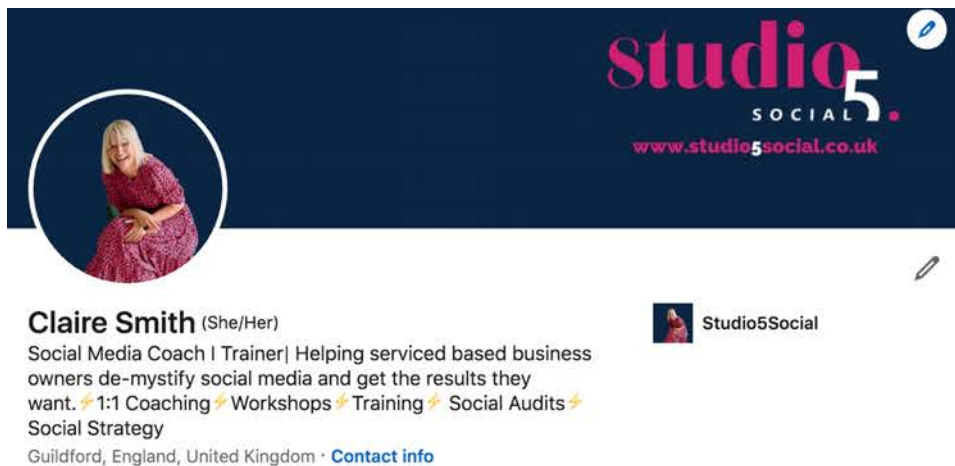 studio
5.
SOCIAL
www.studio5social.co.uk
Claire Smith (She/Her)
Studio5Social
Social Media Coach I Trainer| Helping serviced based business
owners de-mystify social media and get the results they
want.⚡1:1 Coaching⚡Workshops⚡Training⚡ Social Audits⚡
Social Strategy
Guildford, England, United Kingdom · Contact info